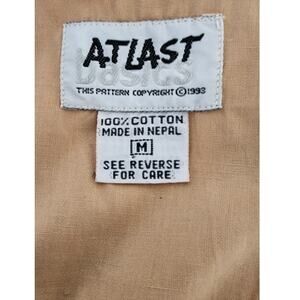 ATLAST
basics
THIS PATTERN COPYRIGHT ©1993
100% COTTON
MADE IN NEPAL
M
SEE REVERSE
FOR CARE